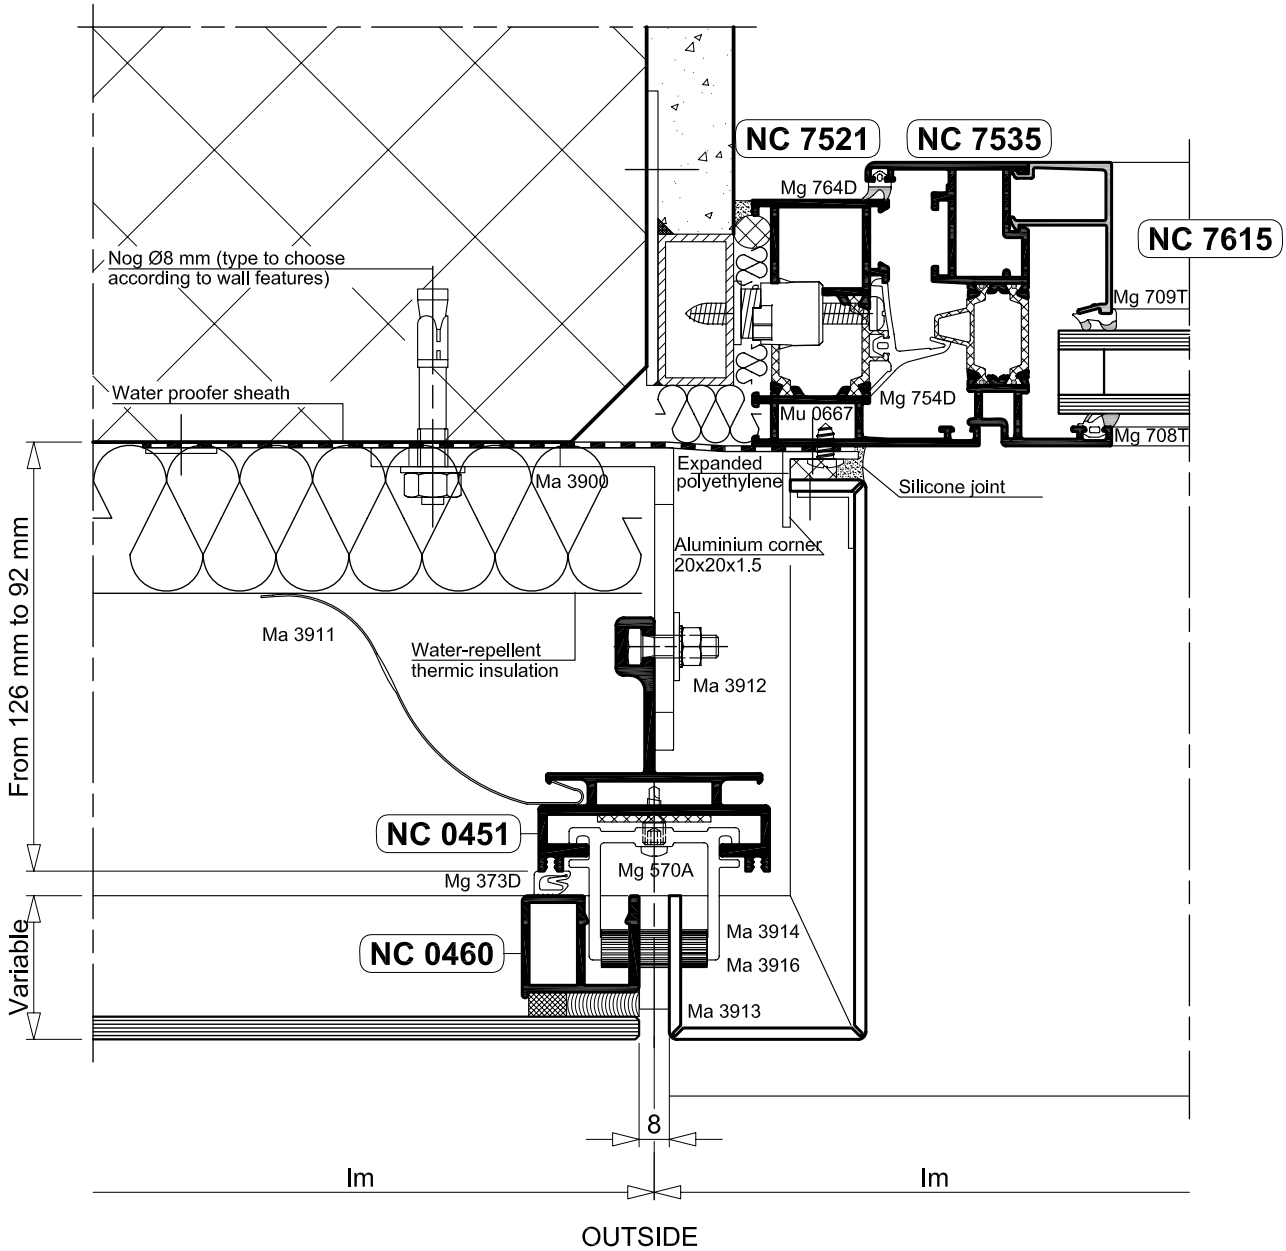 NC 7521
NC 7535
Mg 764D
NC 7615
Nog Ø8 mm (type to choose
according to wall features)
Mg 709T
Water proofer sheath
Mg 754D
Mu 0667
Mg 708T
Expanded
polyethylene
Ma 3900
Silicone joint
Aluminium corner
20x20x1.5
From 126 mm to 92 mm
Ma 3911
Water-repellent
thermic insulation
Ma 3912
NC 0451
Mg 570A
Mg 373D
Variable
NC 0460
Ma 3914
Ma 3916
Ma 3913
8
lm
lm
OUTSIDE